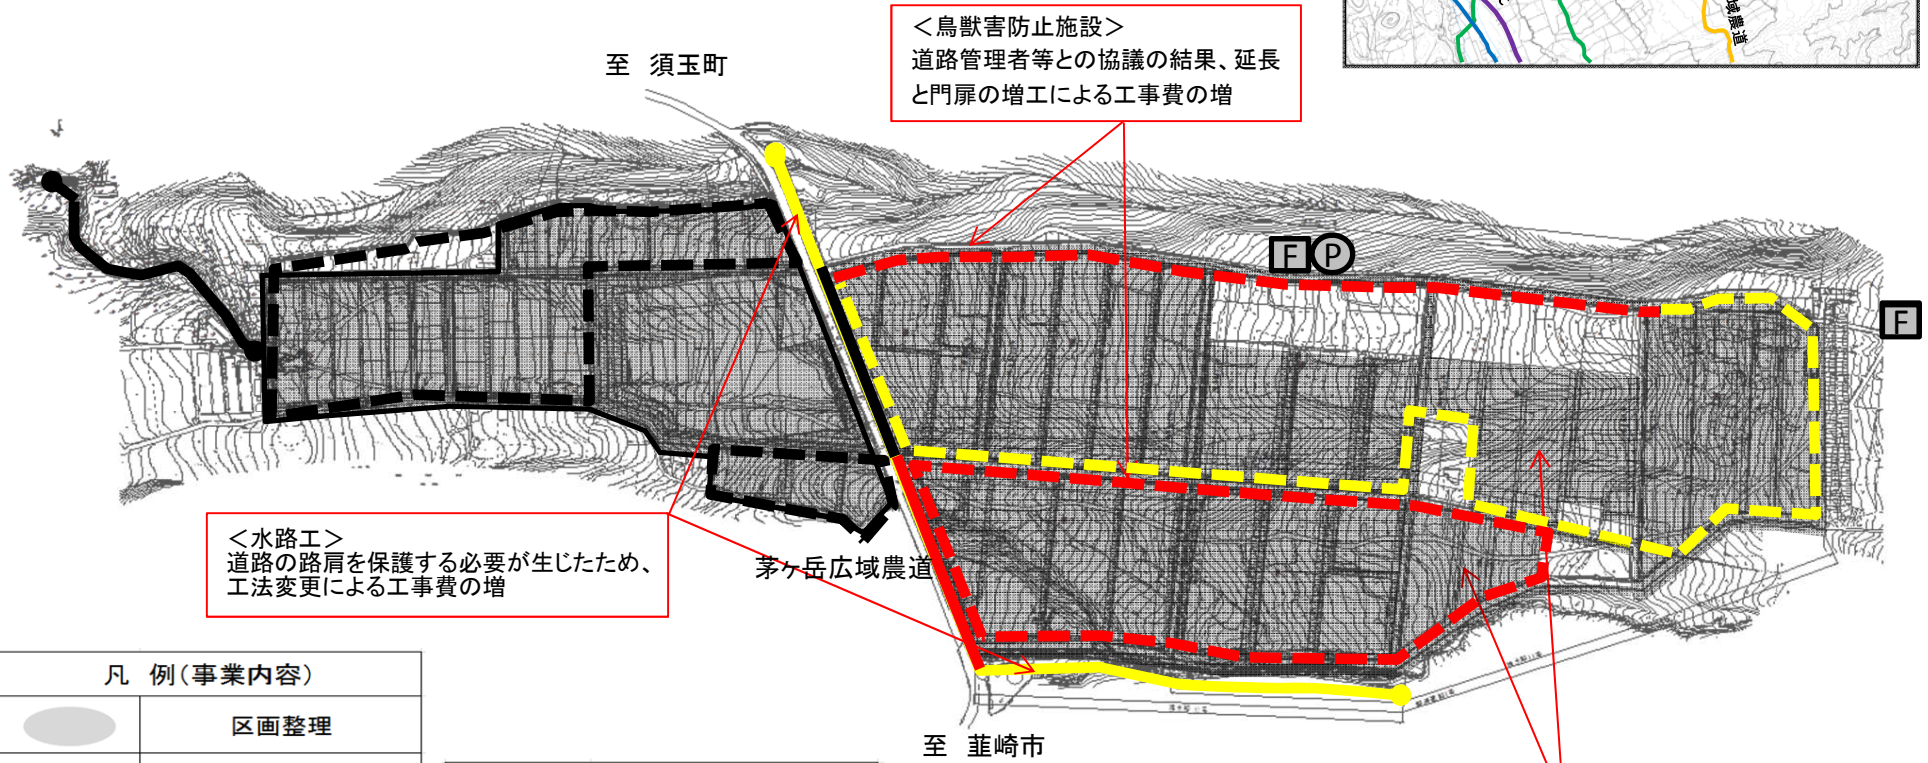 ＜鳥獣害防止施設＞
道路管理者等との協議の結果、延長
と門扉の増工による工事費の増
域農道
至 須玉町
F P
F
＜水路工＞
道路の路肩を保護する必要が生じたため、
工法変更による工事費の増
茅ヶ岳広域農道
至 韮崎市
凡 例（事業内容）
区画整理